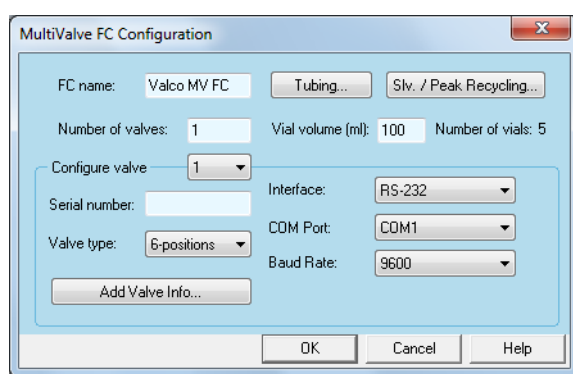 MultiValve FC Configuration
FC name: Valco MV FC Tubing... Slv. / Peak Recycling...
Number of valves: 1 Vial volume (ml): 100 Number of vials: 5
Configure valve 1
Serial number:
Valve type: 6-positions
Add Valve Info...
Interface: RS-232
COM Port: COM1
Baud Rate: 9600
OK Cancel Help